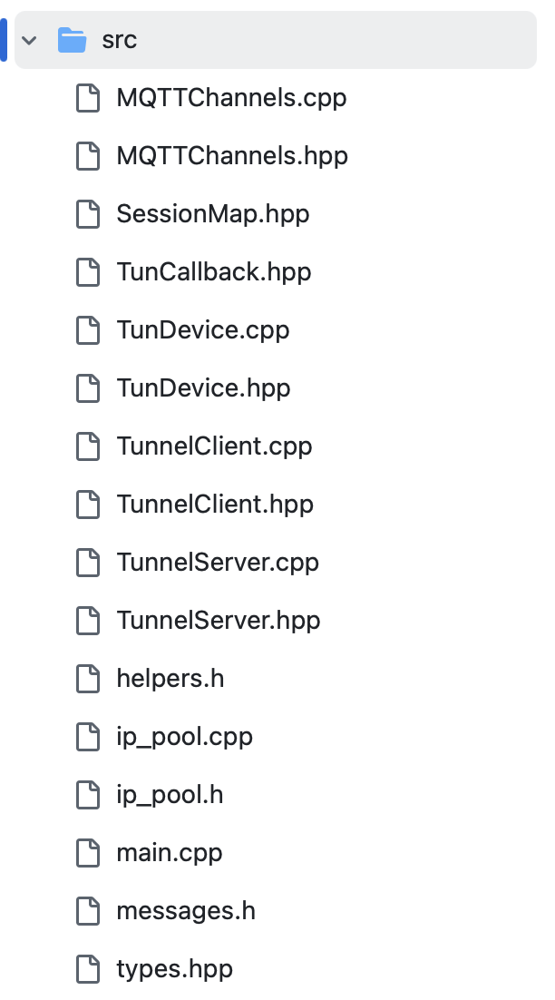 src
MQTTChannels.cpp
MQTTChannels.hpp
SessionMap.hpp
TunCallback.hpp
TunDevice.cpp
TunDevice.hpp
TunnelClient.cpp
TunnelClient.hpp
TunnelServer.cpp
TunnelServer.hpp
helpers.h
ip_pool.cpp
ip_pool.h
main.cpp
messages.h
types.hpp